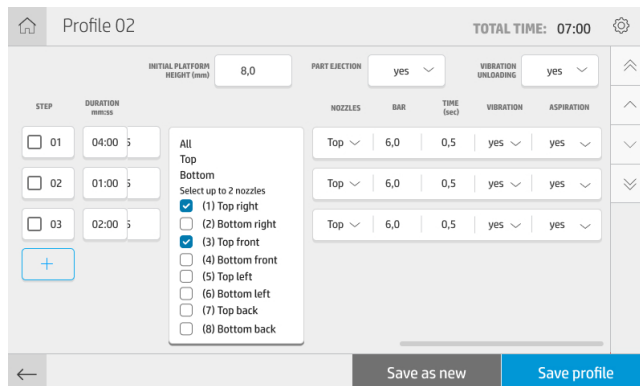 Profile 02
TOTAL TIME: 07:00
INITIAL PLATFORM
HEIGHT (mm)
8,0
PART EJECTION
yes
VIBRATION
UNLOADING
yes
STEP
DURATION
mm:ss
NOZZLES
BAR
TIME
(sec)
VIBRATION
ASPIRATION
01
04:00
Top
6,0
0,5
yes
yes
02
01:00
Top
6,0
0,5
yes
yes
03
02:00
Top
6,0
0,5
yes
yes
+
All
Top
Bottom
Select up to 2 nozzles
(1) Top right
(2) Bottom right
(3) Top front
(4) Bottom front
(5) Top left
(6) Bottom left
(7) Top back
(8) Bottom back
Save as new
Save profile